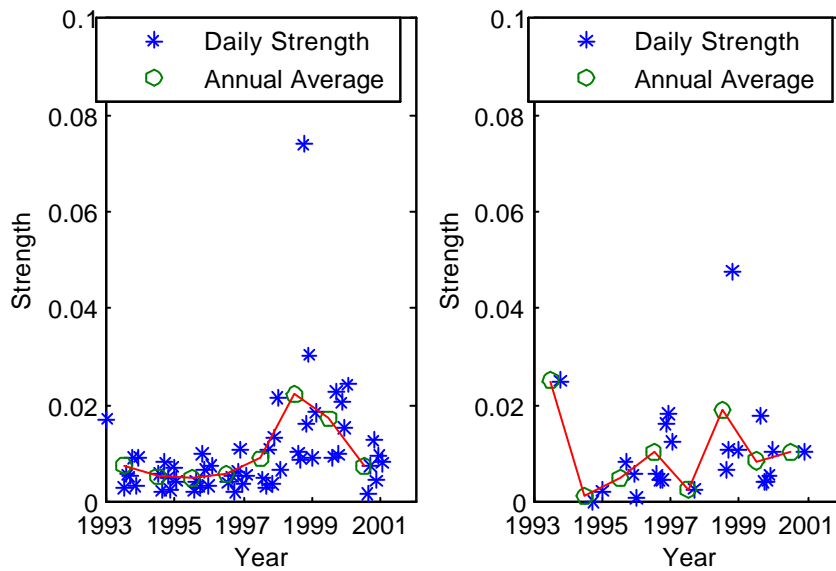 0.1
Daily Strength
Annual Average
0.08
0.06
0.04
0.02
0
Strength
1993 1995 1997 1999 2001
Year
0.1
Daily Strength
Annual Average
0.08
0.06
0.04
0.02
0
Strength
1993 1995 1997 1999 2001
Year